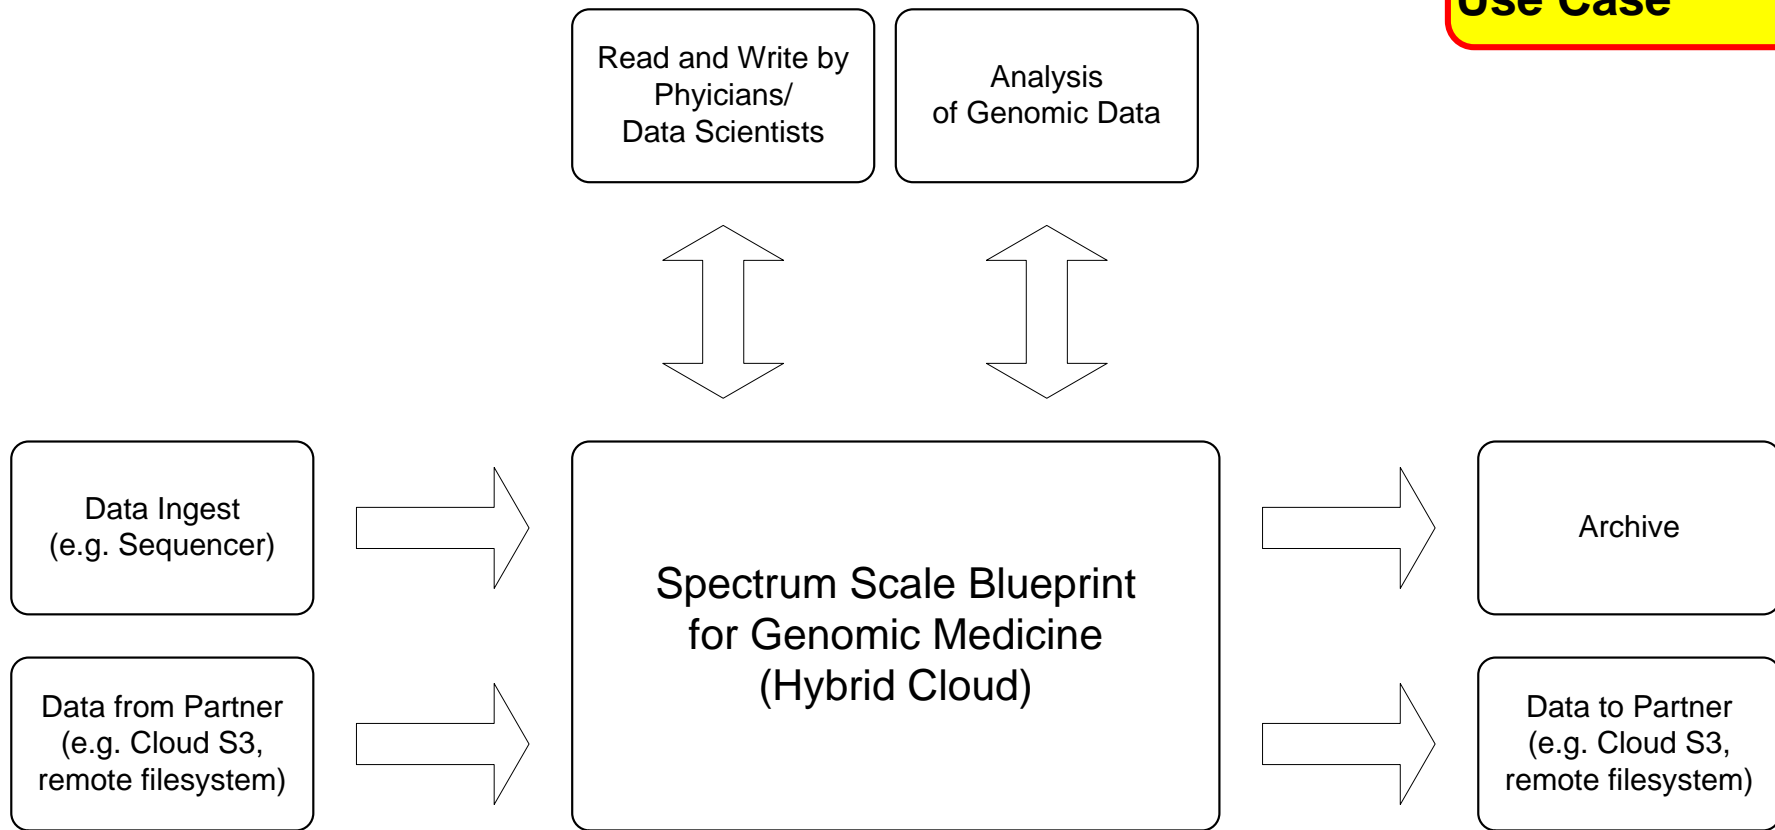 Use Case
Read and Write by
Phyicians/
Data Scientists
Analysis
of Genomic Data
Data Ingest
(e.g. Sequencer)
Spectrum Scale Blueprint
for Genomic Medicine
(Hybrid Cloud)
Archive
Data from Partner
(e.g. Cloud S3,
remote filesystem)
Data to Partner
(e.g. Cloud S3,
remote filesystem)